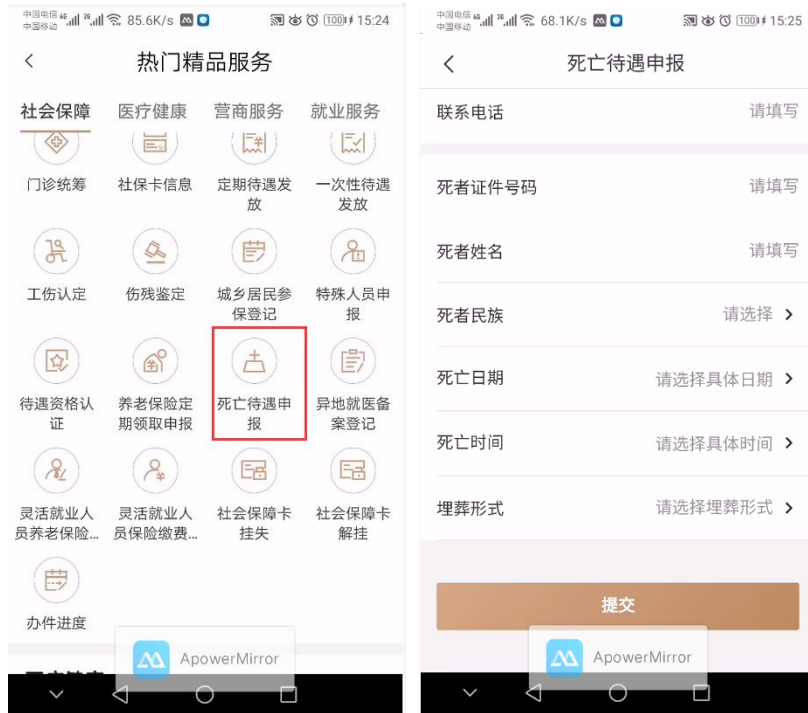 中国电信 4G 2G 85.6K/s 100 15:24
中国移动
热门精品服务
社会保障 医疗健康 营商服务 就业服务
门诊统筹 社保卡信息 定期待遇发放 一次性待遇发放
工伤认定 伤残鉴定 城乡居民参保登记 特殊人员申报
待遇资格认证 养老保险定期领取申报 死亡待遇申报 异地就医备案登记
灵活就业人员养老保险... 灵活就业人员保险缴费... 社会保障卡挂失 社会保障卡解挂
办件进度
ApowerMirror
中国电信 4G 2G 68.1K/s 100 15:25
中国移动
死亡待遇申报
联系电话 请填写
死者证件号码 请填写
死者姓名 请填写
死者民族 请选择
死亡日期 请选择具体日期
死亡时间 请选择具体时间
埋葬形式 请选择埋葬形式
提交
ApowerMirror